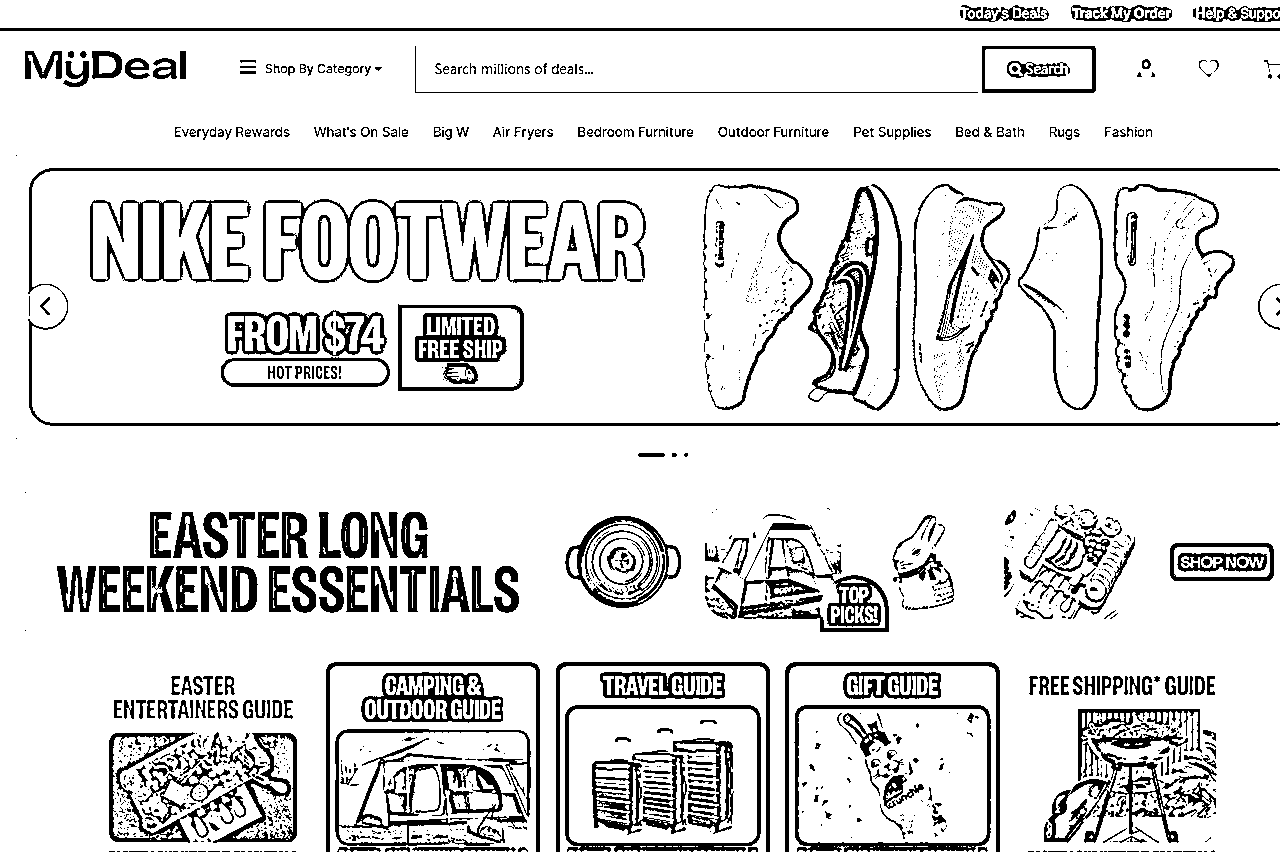 Today's Deals Track My Order Help & Suppo
MyDeal
Shop By Category
Search millions of deals...
Search
Everyday Rewards What's On Sale Big W Air Fryers Bedroom Furniture Outdoor Furniture Pet Supplies Bed & Bath Rugs Fashion
NIKE FOOTWEAR
FROM $74
HOT PRICES!
LIMITED
FREE SHIP
EASTER LONG
WEEKEND ESSENTIALS
TOP
PICKS!
SHOP NOW
EASTER
ENTERTAINERS GUIDE
CAMPING &
OUTDOOR GUIDE
TRAVEL GUIDE
GIFT GUIDE
FREE SHIPPING* GUIDE